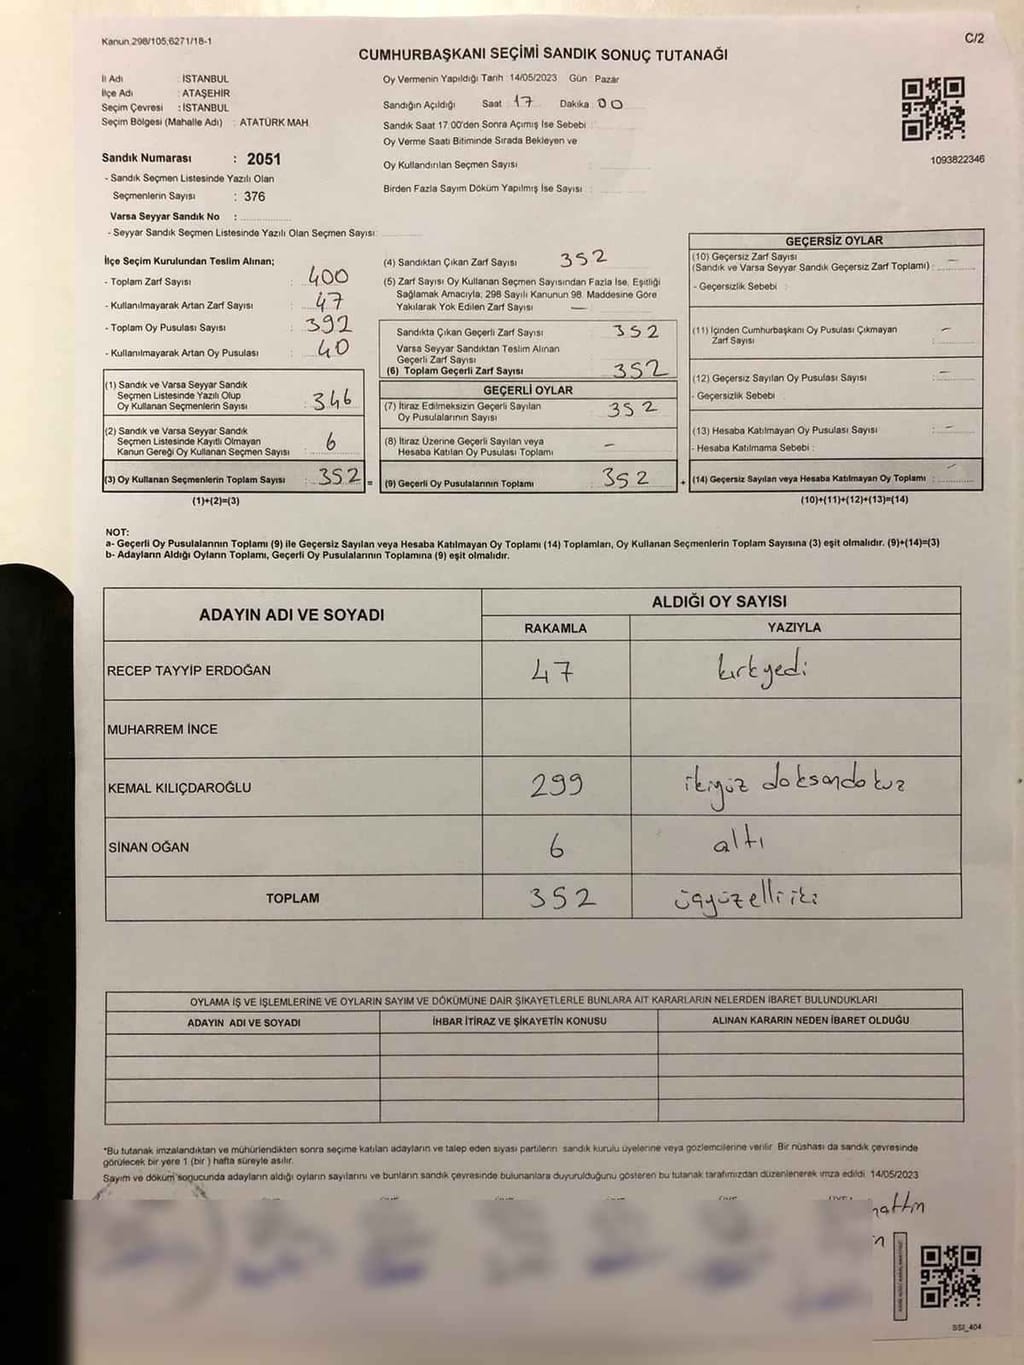 Kanun 298/105,6271/18-1
C/2
CUMHURBAŞKANI SEÇİMİ SANDIK SONUÇ TUTANAĞI
İl Adı : İSTANBUL
İlçe Adı : ATAŞEHİR
Seçim Çevresi : İSTANBUL
Seçim Bölgesi (Mahalle Adı) : ATATÜRK MAH
Sandık Numarası : 2051
- Sandık Seçmen Listesinde Yazılı Olan
Seçmenlerin Sayısı : 376
Varsa Seyyar Sandık No :
- Seyyar Sandık Seçmen Listesinde Yazılı Olan Seçmen Sayısı:
Oy Vermenin Yapıldığı Tarih : 14/05/2023 Gün : Pazar
Sandığın Açıldığı Saat 17 Dakika 00
Sandık Saat 17:00'den Sonra Açımış İse Sebebi :
Oy Verme Saati Bitiminde Sırada Bekleyen ve
Oy Kullandırılan Seçmen Sayısı
Birden Fazla Sayım Döküm Yapılmış İse Sayısı :
1093822346
İlçe Seçim Kurulundan Teslim Alınan;
- Toplam Zarf Sayısı : 400
- Kullanılmayarak Artan Zarf Sayısı : 47
- Toplam Oy Pusulası Sayısı : 392
- Kullanılmayarak Artan Oy Pusulası : 40
(1) Sandık ve Varsa Seyyar Sandık
Seçmen Listesinde Yazılı Olup
Oy Kullanan Seçmenlerin Sayısı : 346
(2) Sandık ve Varsa Seyyar Sandık
Seçmen Listesinde Kayıtlı Olmayan
Kanun Gereği Oy Kullanan Seçmen Sayısı : 6
(3) Oy Kullanan Seçmenlerin Toplam Sayısı : 352 =
(1)+(2)=(3)
(4) Sandıktan Çıkan Zarf Sayısı : 352
(5) Zarf Sayısı Oy Kullanan Seçmen Sayısından Fazla İse, Eşitliği
Sağlamak Amacıyla, 298 Sayılı Kanunun 98. Maddesine Göre
Yakılarak Yok Edilen Zarf Sayısı : —
Sandıkta Çıkan Geçerli Zarf Sayısı : 352
Varsa Seyyar Sandıktan Teslim Alınan
Geçerli Zarf Sayısı
(6) Toplam Geçerli Zarf Sayısı : 352
GEÇERLİ OYLAR
(7) İtiraz Edilmeksizin Geçerli Sayılan
Oy Pusulalarının Sayısı : 352
(8) İtiraz Üzerine Geçerli Sayılan veya
Hesaba Katılan Oy Pusulası Toplamı : —
(9) Geçerli Oy Pusulalarının Toplamı : 352 +
GEÇERSİZ OYLAR
(10) Geçersiz Zarf Sayısı
(Sandık ve Varsa Seyyar Sandık Geçersiz Zarf Toplamı) : —
- Geçersizlik Sebebi :
(11) İçinden Cumhurbaşkanı Oy Pusulası Çıkmayan
Zarf Sayısı : —
(12) Geçersiz Sayılan Oy Pusulası Sayısı : —
- Geçersizlik Sebebi :
(13) Hesaba Katılmayan Oy Pusulası Sayısı : —
- Hesaba Katılmama Sebebi :
(14) Geçersiz Sayılan veya Hesaba Katılmayan Oy Toplamı : —
(10)+(11)+(12)+(13)=(14)
NOT:
a- Geçerli Oy Pusulalarının Toplamı (9) ile Geçersiz Sayılan veya Hesaba Katılmayan Oy Toplamı (14) Toplamları, Oy Kullanan Seçmenlerin Toplam Sayısına (3) eşit olmalıdır. (9)+(14)=(3)
b- Adayların Aldığı Oyların Toplamı, Geçerli Oy Pusulalarının Toplamına (9) eşit olmalıdır.
ADAYIN ADI VE SOYADI
ALDIĞI OY SAYISI
RAKAMLA YAZIYLA
RECEP TAYYİP ERDOĞAN 47 kırkyedi
MUHARREM İNCE
KEMAL KILIÇDAROĞLU 299 ikiyüz doksandokuz
SİNAN OĞAN 6 altı
TOPLAM 352 üçyüzelliiki
OYLAMA İŞ VE İŞLEMLERİNE VE OYLARIN SAYIM VE DÖKÜMÜNE DAİR ŞİKAYETLERLE BUNLARA AİT KARARLARIN NELERDEN İBARET BULUNDUKLARI
ADAYIN ADI VE SOYADI İHBAR İTİRAZ VE ŞİKAYETİN KONUSU ALINAN KARARIN NEDEN İBARET OLDUĞU
*Bu tutanak imzalandıktan ve mühürlendikten sonra seçime katılan adayların ve talep eden siyasi partilerin sandık kurulu üyelerine veya gözlemcilerine verilir. Bir nüshası da sandık çevresinde
görülecek bir yere 1 (bir) hafta süreyle asılır.
Sayım ve döküm sonucunda adayların aldığı oyların sayılarını ve bunların sandık çevresinde bulunanlara duyurulduğunu gösteren bu tutanak tarafımızdan düzenlenerek imza edildi. 14/05/2023
SSI_404